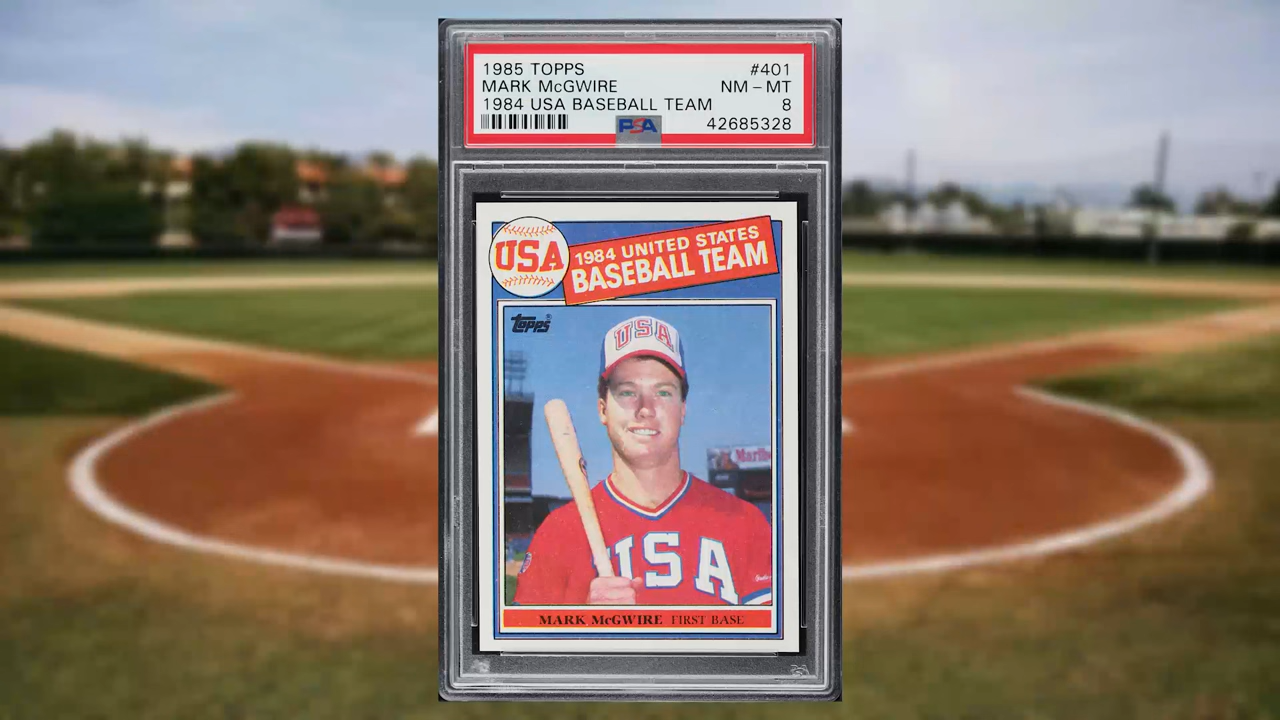 1985 TOPPS #401
MARK McGWIRE NM – MT
1984 USA BASEBALL TEAM 8
PSA 42685328
USA
1984 UNITED STATES
BASEBALL TEAM
topps®
USA
Marlb
USA
MARK McGWIRE FIRST BASE